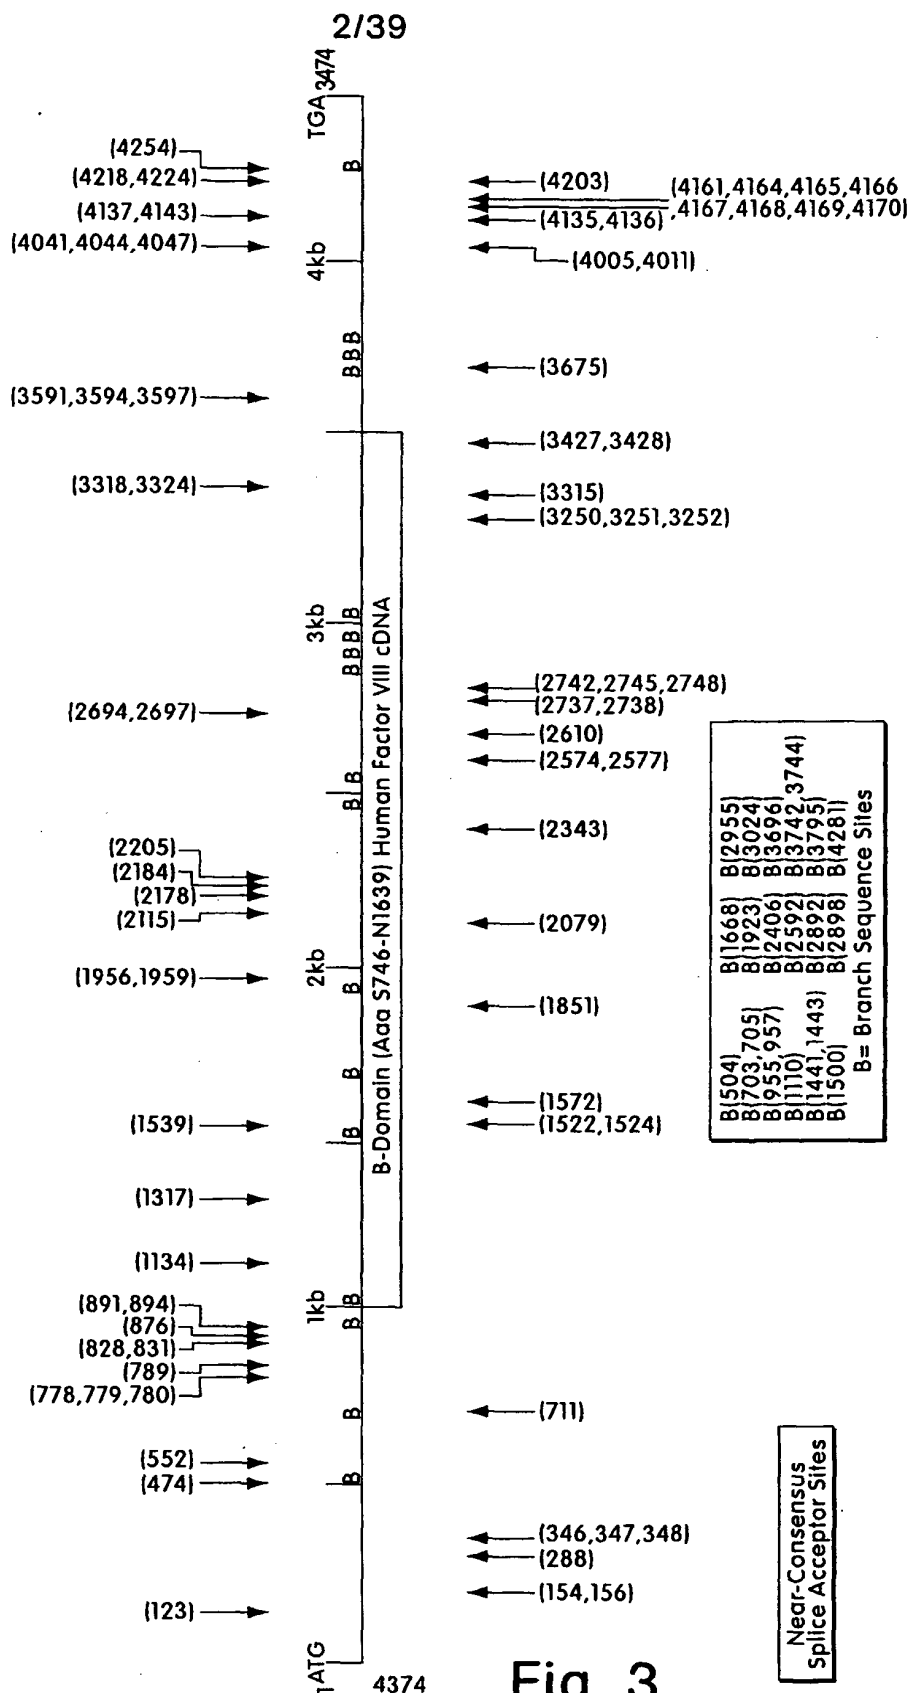 2/39
TGA 3474
(4254)
(4218,4224)
(4137,4143)
(4041,4044,4047)
(3591,3594,3597)
(3318,3324)
(2694,2697)
(2205)
(2184)
(2178)
(2115)
(1956,1959)
(1539)
(1317)
(1134)
(891,894)
(876)
(828,831)
(789)
(778,779,780)
(552)
(474)
(123)
B
4kb
B B B
3kb
B B B B
B B
2kb
B
B
B
1kb
B B
B
B
1 ATG
4374
B-Domain (Aaa S746-N1639) Human Factor VIII cDNA
(4203)
(4161,4164,4165,4166
,4167,4168,4169,4170)
(4135,4136)
(4005,4011)
(3675)
(3427,3428)
(3315)
(3250,3251,3252)
(2742,2745,2748)
(2737,2738)
(2610)
(2574,2577)
(2343)
(2079)
(1851)
(1572)
(1522,1524)
(711)
(346,347,348)
(288)
(154,156)
B(504) B(1668) B(2955)
B(703,705) B(1923) B(3024)
B(955,957) B(2406) B(3696)
B(1110) B(2592) B(3742,3744)
B(1441,1443) B(2892) B(3795)
B(1500) B(2898) B(4281)
B= Branch Sequence Sites
Near-Consensus
Splice Acceptor Sites
Fig. 3